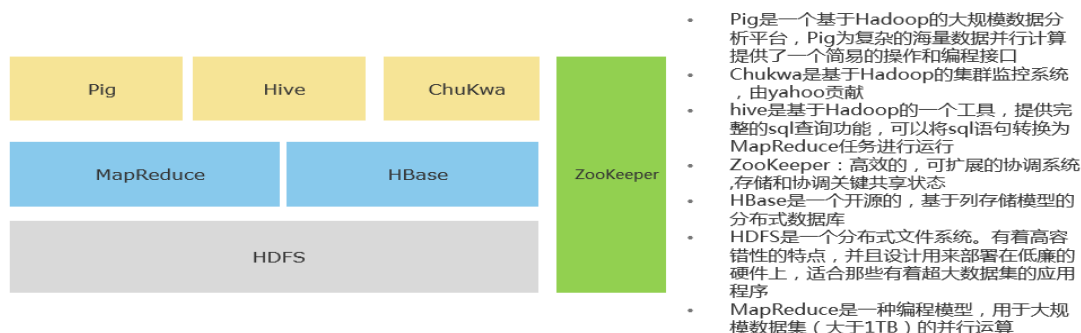 Pig
Hive
ChuKwa
MapReduce
HBase
ZooKeeper
HDFS
• Pig是一个基于Hadoop的大规模数据分
析平台，Pig为复杂的海量数据并行计算
提供了一个简易的操作和编程接口
• Chukwa是基于Hadoop的集群监控系统
，由yahoo贡献
• hive是基于Hadoop的一个工具，提供完
整的sql查询功能，可以将sql语句转换为
MapReduce任务进行运行
• ZooKeeper：高效的，可扩展的协调系统
,存储和协调关键共享状态
• HBase是一个开源的，基于列存储模型的
分布式数据库
• HDFS是一个分布式文件系统。有着高容
错性的特点，并且设计用来部署在低廉的
硬件上，适合那些有着超大数据集的应用
程序
• MapReduce是一种编程模型，用于大规
模数据集（大于1TB）的并行运算